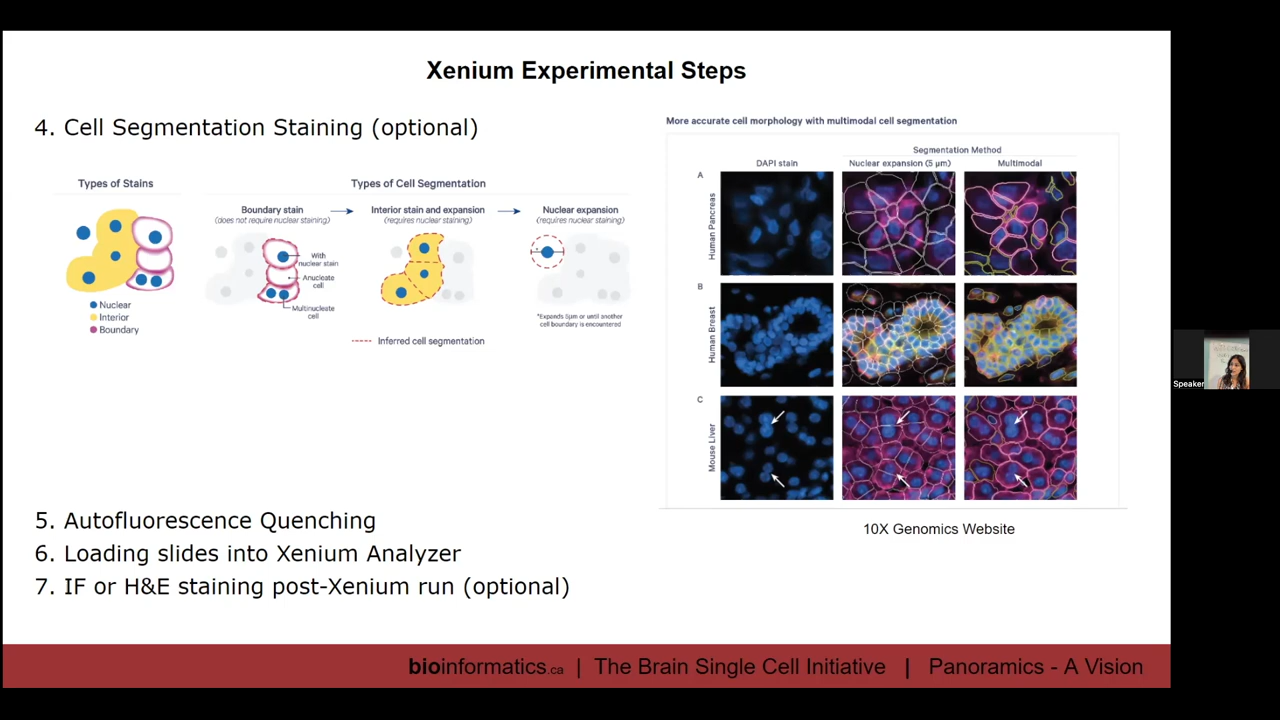 Xenium Experimental Steps
4. Cell Segmentation Staining (optional)
Types of Stains
Nuclear
Interior
Boundary
Types of Cell Segmentation
Boundary stain
(does not require nuclear staining)
With
nuclear stain
Anucleate
cell
Multinucleate
cell
Interior stain and expansion
(requires nuclear staining)
Nuclear expansion
(requires nuclear staining)
*Expands 5μm or until another
cell boundary is encountered
Inferred cell segmentation
More accurate cell morphology with multimodal cell segmentation
Segmentation Method
DAPI stain
Nuclear expansion (5 μm)
Multimodal
A
Human Pancreas
B
Human Breast
C
Mouse Liver
10X Genomics Website
5. Autofluorescence Quenching
6. Loading slides into Xenium Analyzer
7. IF or H&E staining post-Xenium run (optional)
bioinformatics.ca | The Brain Single Cell Initiative | Panoramics - A Vision
Speaker